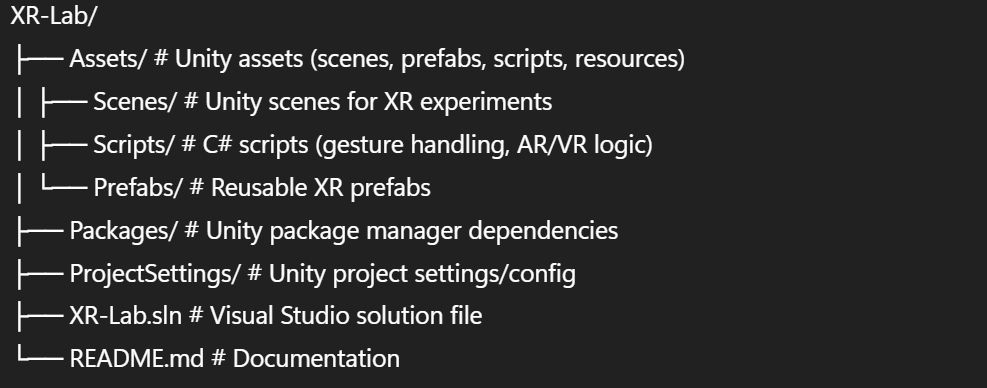 XR-Lab/
├── Assets/ # Unity assets (scenes, prefabs, scripts, resources)
│ ├── Scenes/ # Unity scenes for XR experiments
│ ├── Scripts/ # C# scripts (gesture handling, AR/VR logic)
│ └── Prefabs/ # Reusable XR prefabs
├── Packages/ # Unity package manager dependencies
├── ProjectSettings/ # Unity project settings/config
├── XR-Lab.sln # Visual Studio solution file
└── README.md # Documentation